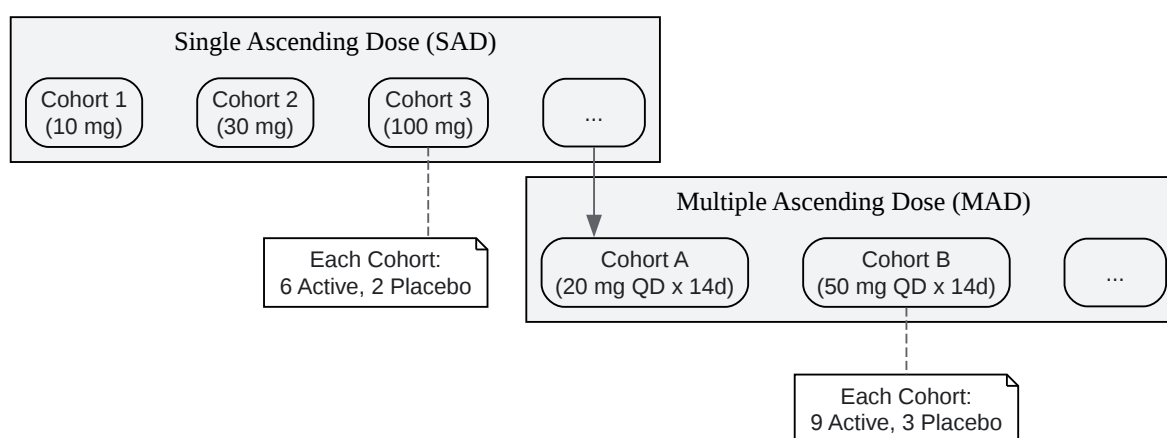 Single Ascending Dose (SAD)
Cohort 1
(10 mg)
Cohort 2
(30 mg)
Cohort 3
(100 mg)
...
Each Cohort:
6 Active, 2 Placebo
Multiple Ascending Dose (MAD)
Cohort A
(20 mg QD x 14d)
Cohort B
(50 mg QD x 14d)
...
Each Cohort:
9 Active, 3 Placebo